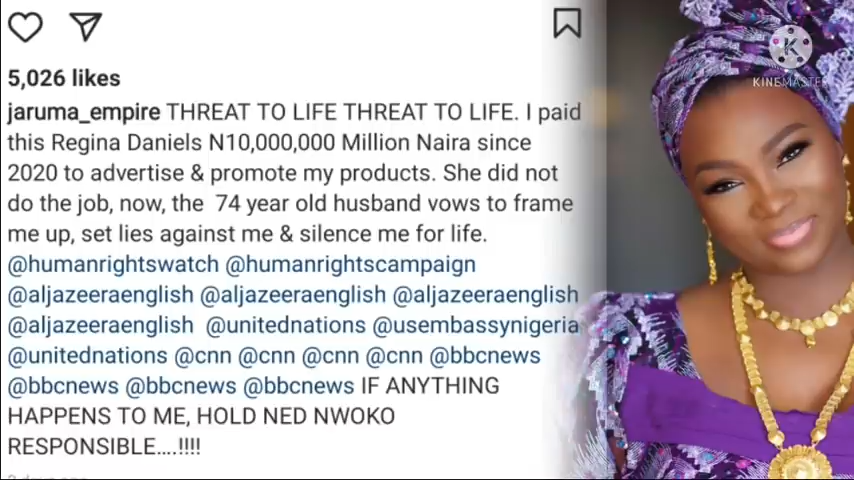 5,026 likes
jaruma_empire THREAT TO LIFE THREAT TO LIFE. I paid
this Regina Daniels N10,000,000 Million Naira since
2020 to advertise & promote my products. She did not
do the job, now, the 74 year old husband vows to frame
me up, set lies against me & silence me for life.
@humanrightswatch @humanrightscampaign
@aljazeeraenglish @aljazeeraenglish @aljazeeraenglish
@aljazeeraenglish @unitednations @usembassynigeria
@unitednations @cnn @cnn @cnn @cnn @bbcnews
@bbcnews @bbcnews @bbcnews IF ANYTHING
HAPPENS TO ME, HOLD NED NWOKO
RESPONSIBLE....!!!!
K
KINEMASTER